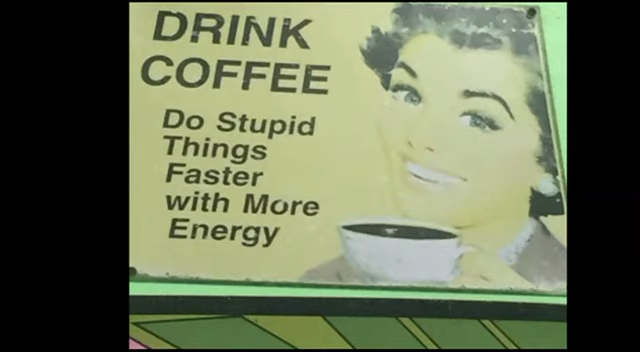 DRINK
COFFEE
Do Stupid
Things
Faster
with More
Energy